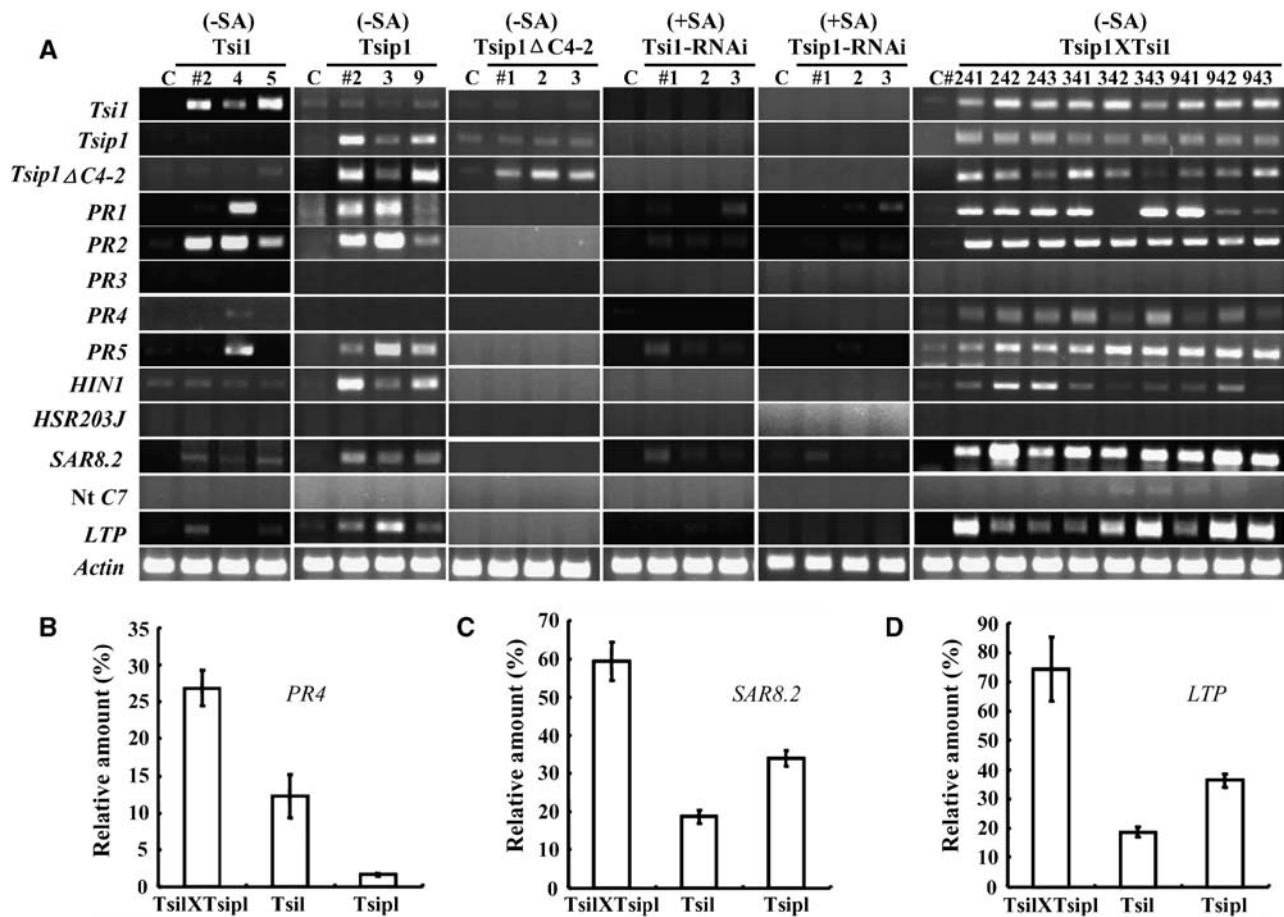 A
(-SA) (-SA) (-SA) (+SA) (+SA) (-SA)
Tsi1 Tsip1 Tsip1ΔC4-2 Tsi1-RNAi Tsip1-RNAi Tsip1XTsi1
C #2 4 5 C #2 3 9 C #1 2 3 C #1 2 3 C #1 2 3 C#241 242 243 341 342 343 941 942 943
Tsi1
Tsip1
Tsip1ΔC4-2
PR1
PR2
PR3
PR4
PR5
HIN1
HSR203J
SAR8.2
Nt C7
LTP
Actin
B
Relative amount (%)
35
30
25
20
15
10
5
0
PR4
TsilXTsipl Tsil Tsipl
C
Relative amount (%)
70
60
50
40
30
20
10
0
SAR8.2
TsilXTsipl Tsil Tsipl
D
Relative amount (%)
90
80
70
60
50
40
30
20
10
0
LTP
TsilXTsipl Tsil Tsipl